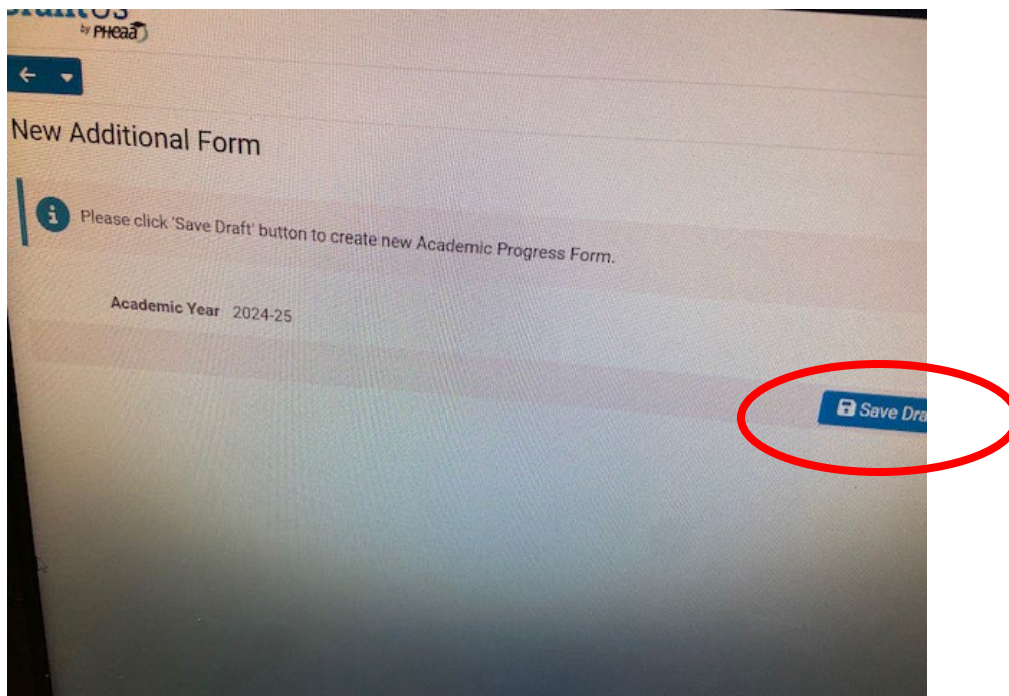 by PHEAA
New Additional Form
Please click 'Save Draft' button to create new Academic Progress Form.
Academic Year 2024-25
Save Dra